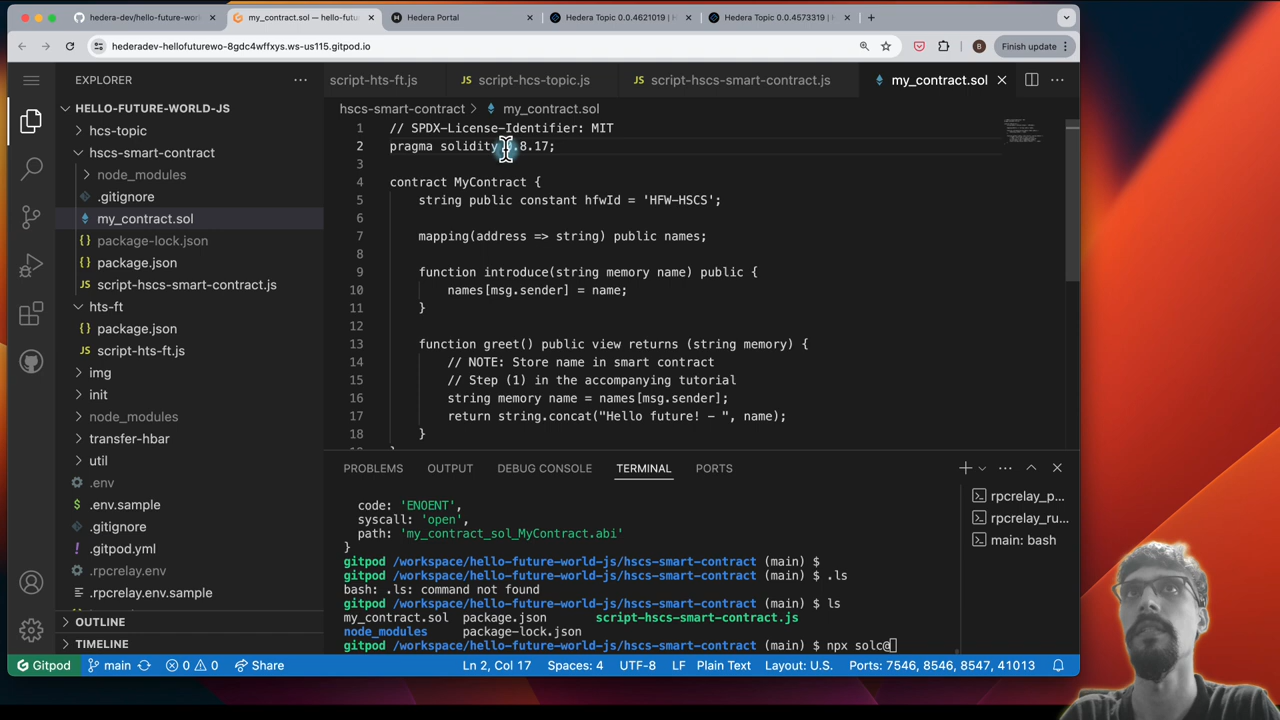 hedera-dev/hello-future-worl
my_contract.sol — hello-futu
Hedera Portal
Hedera Topic 0.0.4621019 | H
Hedera Topic 0.0.4573319 | H
hederadev-hellofuturewo-8gdc4wffxys.ws-us115.gitpod.io
B
Finish update
EXPLORER
script-hts-ft.js
JS script-hcs-topic.js
JS script-hscs-smart-contract.js
my_contract.sol
HELLO-FUTURE-WORLD-JS
hcs-topic
hscs-smart-contract
node_modules
.gitignore
my_contract.sol
package-lock.json
{} package.json
JS script-hscs-smart-contract.js
hts-ft
{} package.json
JS script-hts-ft.js
img
init
node_modules
transfer-hbar
util
.env
$ .env.sample
.gitignore
! .gitpod.yml
.rpcrelay.env
.rpcrelay.env.sample
OUTLINE
TIMELINE
hscs-smart-contract > my_contract.sol
1 // SPDX-License-Identifier: MIT
2 pragma solidity .8.17;
3
4 contract MyContract {
5 string public constant hfwId = 'HFW-HSCS';
6
7 mapping(address => string) public names;
8
9 function introduce(string memory name) public {
10 names[msg.sender] = name;
11 }
12
13 function greet() public view returns (string memory) {
14 // NOTE: Store name in smart contract
15 // Step (1) in the accompanying tutorial
16 string memory name = names[msg.sender];
17 return string.concat("Hello future! - ", name);
18 }
PROBLEMS OUTPUT DEBUG CONSOLE TERMINAL PORTS
code: 'ENOENT',
syscall: 'open',
path: 'my_contract_sol_MyContract.abi'
}
gitpod /workspace/hello-future-world-js/hscs-smart-contract (main) $
gitpod /workspace/hello-future-world-js/hscs-smart-contract (main) $ .ls
bash: .ls: command not found
gitpod /workspace/hello-future-world-js/hscs-smart-contract (main) $ ls
my_contract.sol package.json script-hscs-smart-contract.js
node_modules package-lock.json
gitpod /workspace/hello-future-world-js/hscs-smart-contract (main) $ npx solc@
rpcrelay_p...
rpcrelay_ru...
main: bash
Gitpod
main
0 0
Share
Ln 2, Col 17
Spaces: 4
UTF-8
LF
Plain Text
Layout: U.S.
Ports: 7546, 8546, 8547, 41013